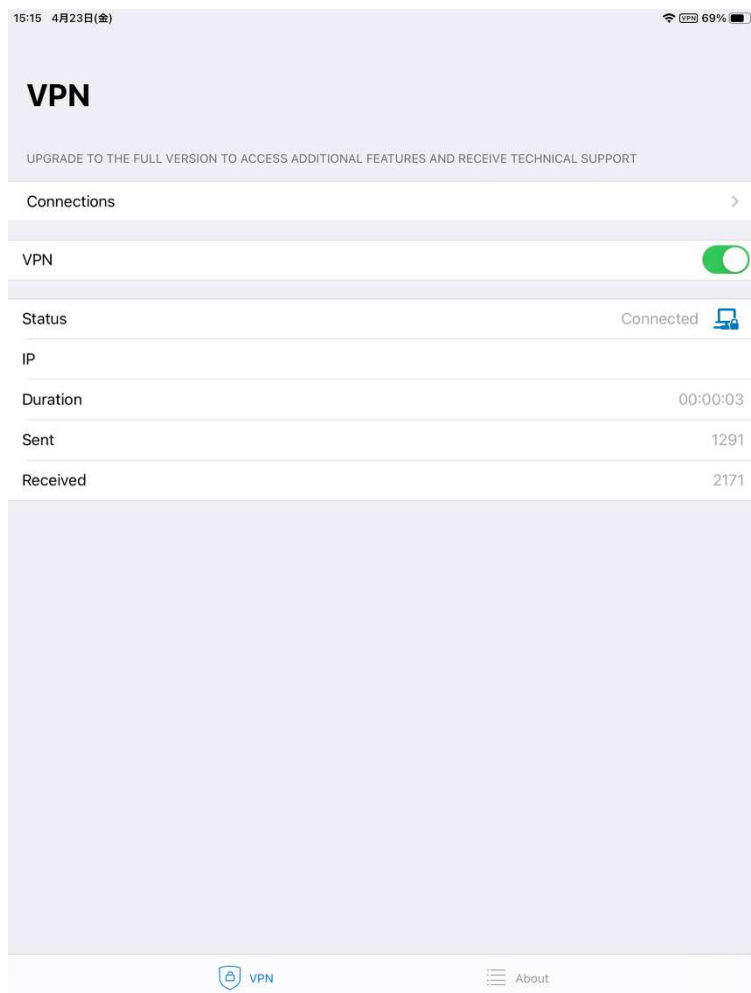 15:15 4月23日(金) VPN 69%
VPN
UPGRADE TO THE FULL VERSION TO ACCESS ADDITIONAL FEATURES AND RECEIVE TECHNICAL SUPPORT
Connections
VPN
Status Connected
IP
Duration 00:00:03
Sent 1291
Received 2171
VPN About